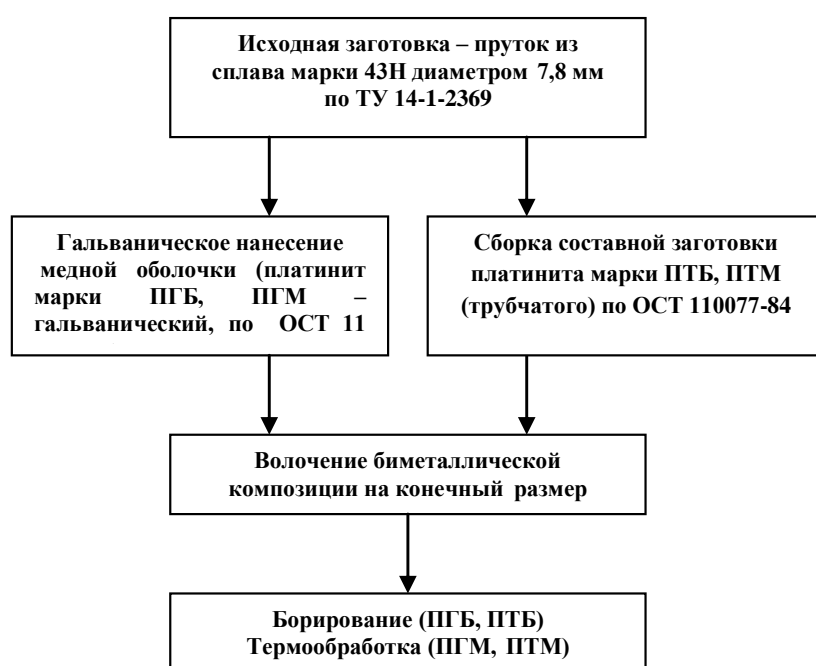 Исходная заготовка – пруток из
сплава марки 43Н диаметром 7,8 мм
по ТУ 14-1-2369
Гальваническое нанесение
медной оболочки (платинит
марки ПГБ, ПГМ –
гальванический, по ОСТ 11
Сборка составной заготовки
платинита марки ПТБ, ПТМ
(трубчатого) по ОСТ 110077-84
Волочение биметаллической
композиции на конечный размер
Борирование (ПГБ, ПТБ)
Термообработка (ПГМ, ПТМ)